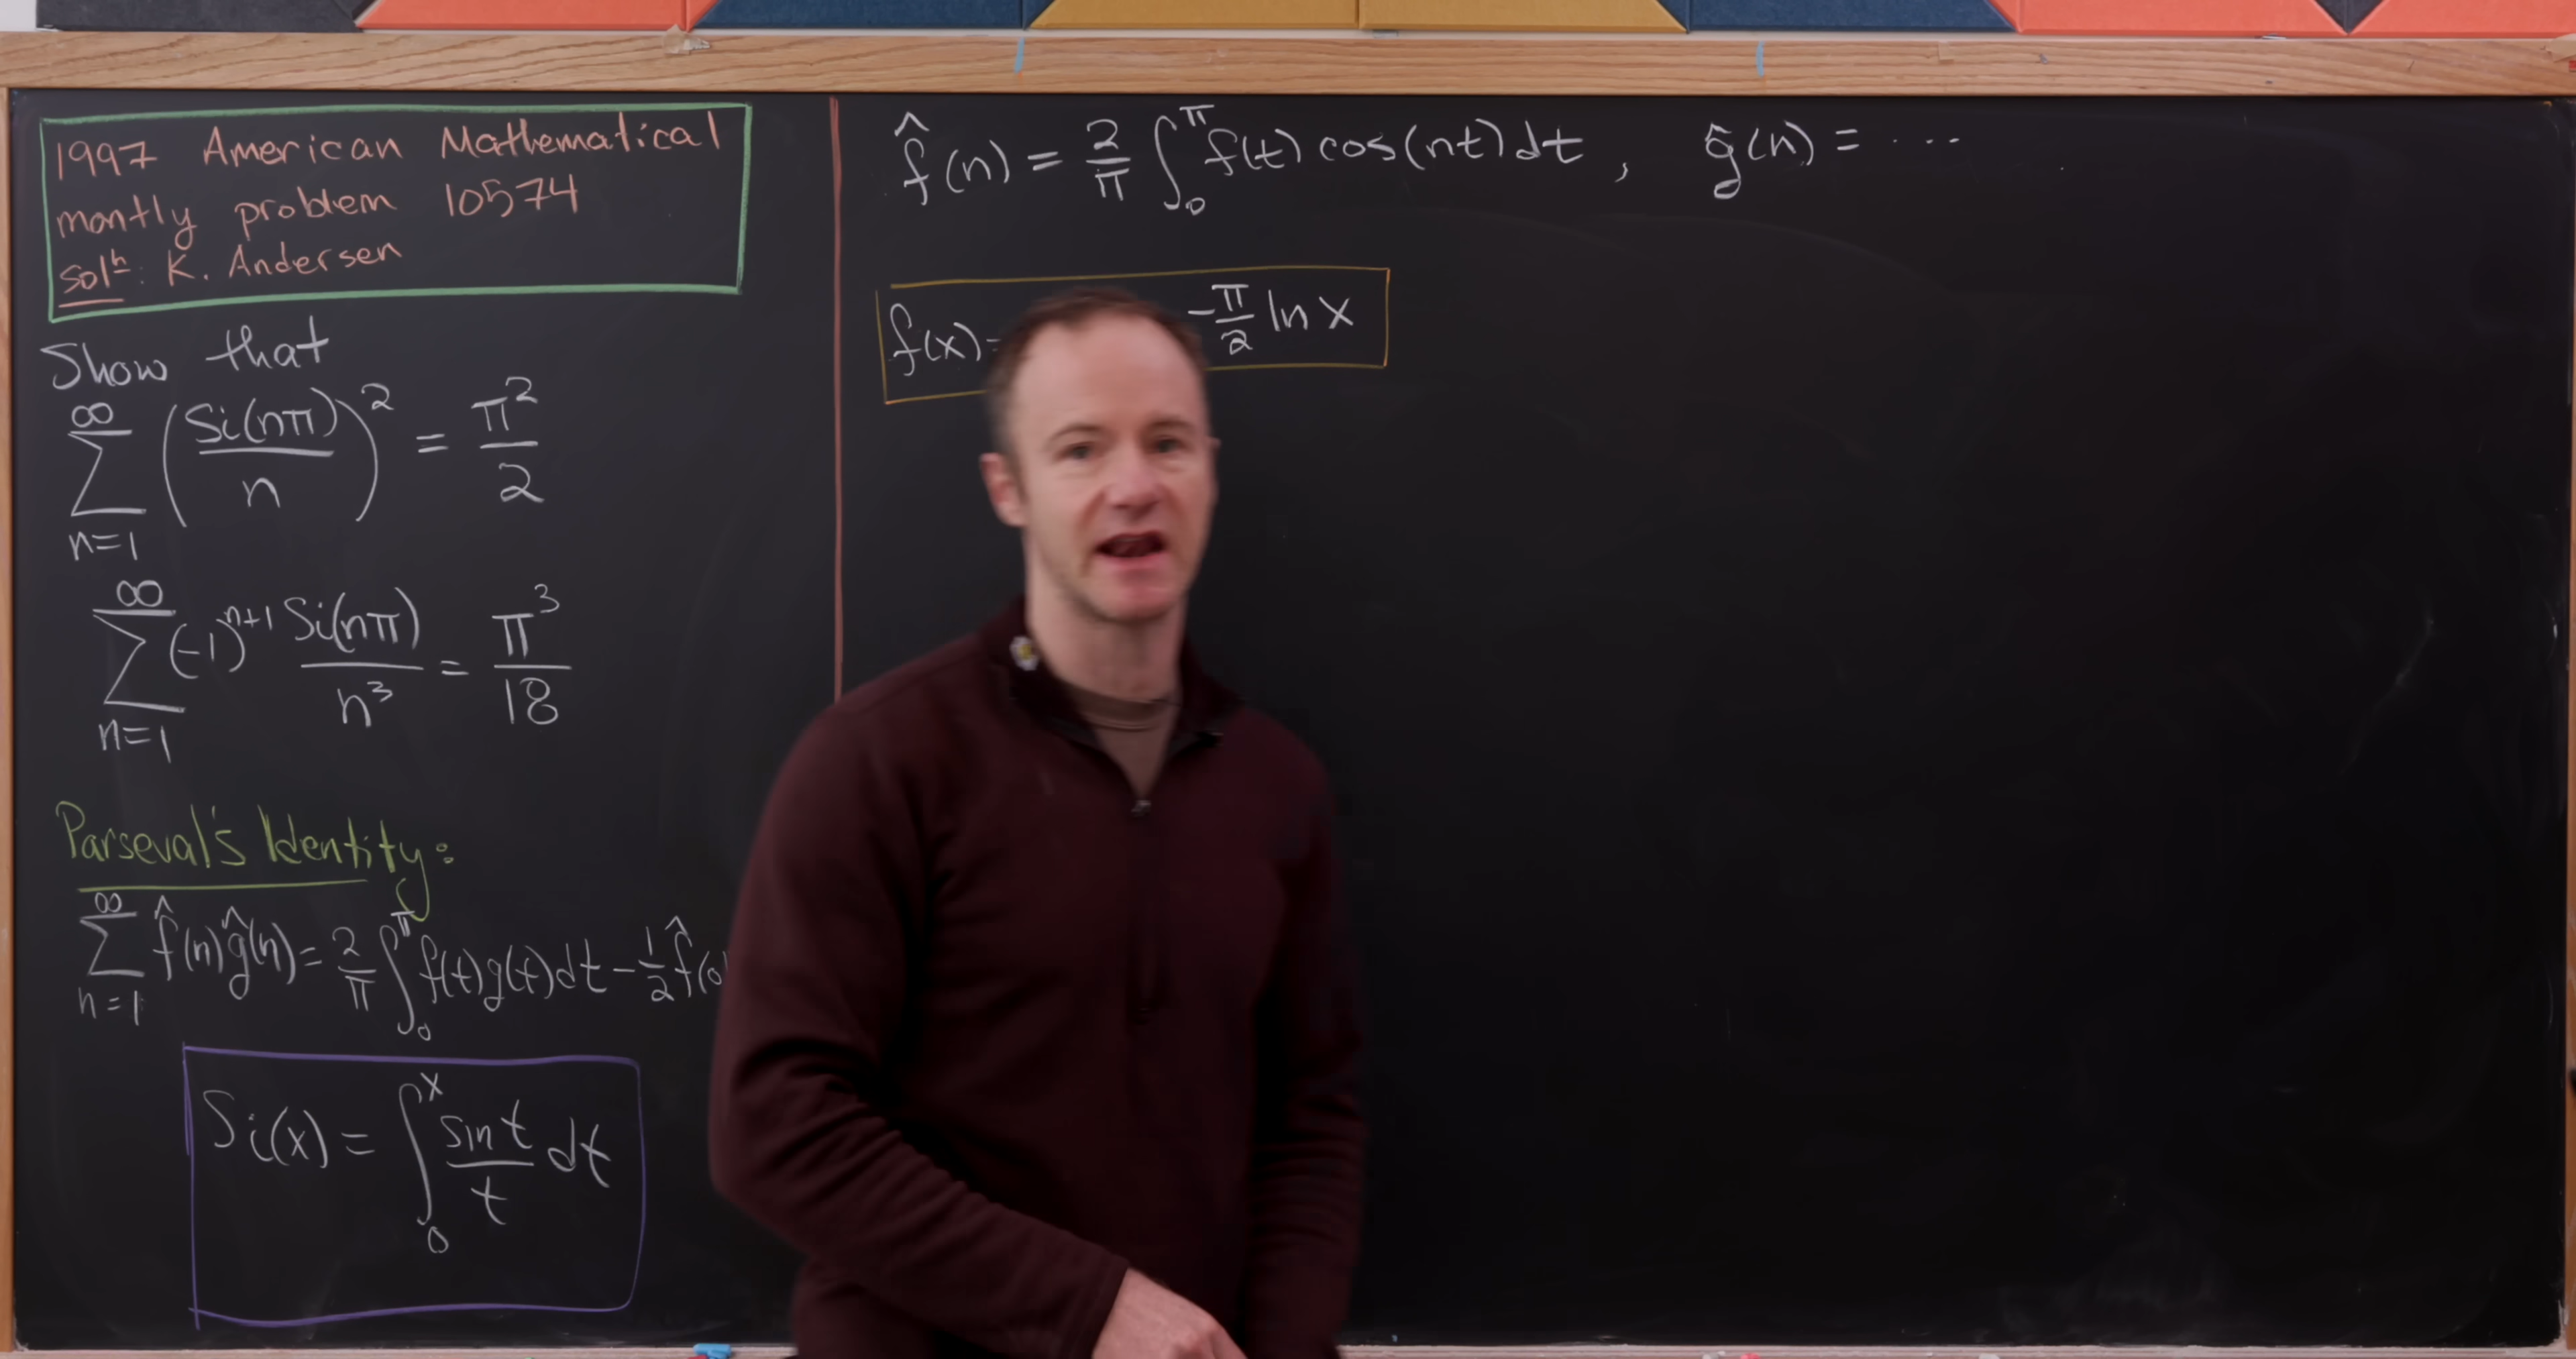 1997 American Mathematical
montly problem 10574
solⁿ: K. Andersen
Show that
∑_{n=1}^{∞} (Si(nπ)/n)² = π²/2
∑_{n=1}^{∞} (-1)^{n+1} Si(nπ)/n³ = π³/18
Parseval's Identity:
∑_{n=1}^{∞} f̂(n)ĝ(n) = 2/π ∫_0^π f(t)g(t)dt - 1/2 f̂(0)
Si(x) = ∫_0^x sin t/t dt
f̂(n) = 2/π ∫_0^π f(t) cos(nt) dt , ĝ(n) = ...
f(x) = -π/2 ln x